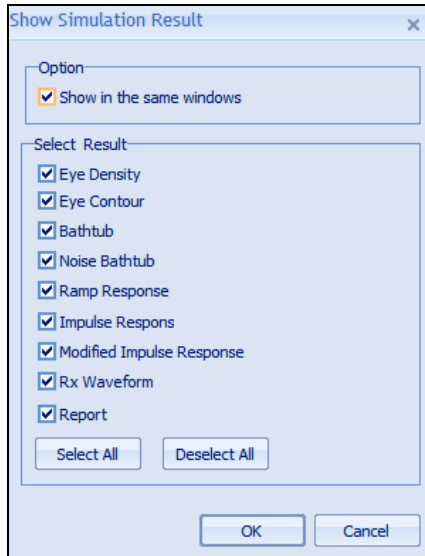 Show Simulation Result
Option
Show in the same windows
Select Result
Eye Density
Eye Contour
Bathtub
Noise Bathtub
Ramp Response
Impulse Respons
Modified Impulse Response
Rx Waveform
Report
Select All Deselect All
OK Cancel